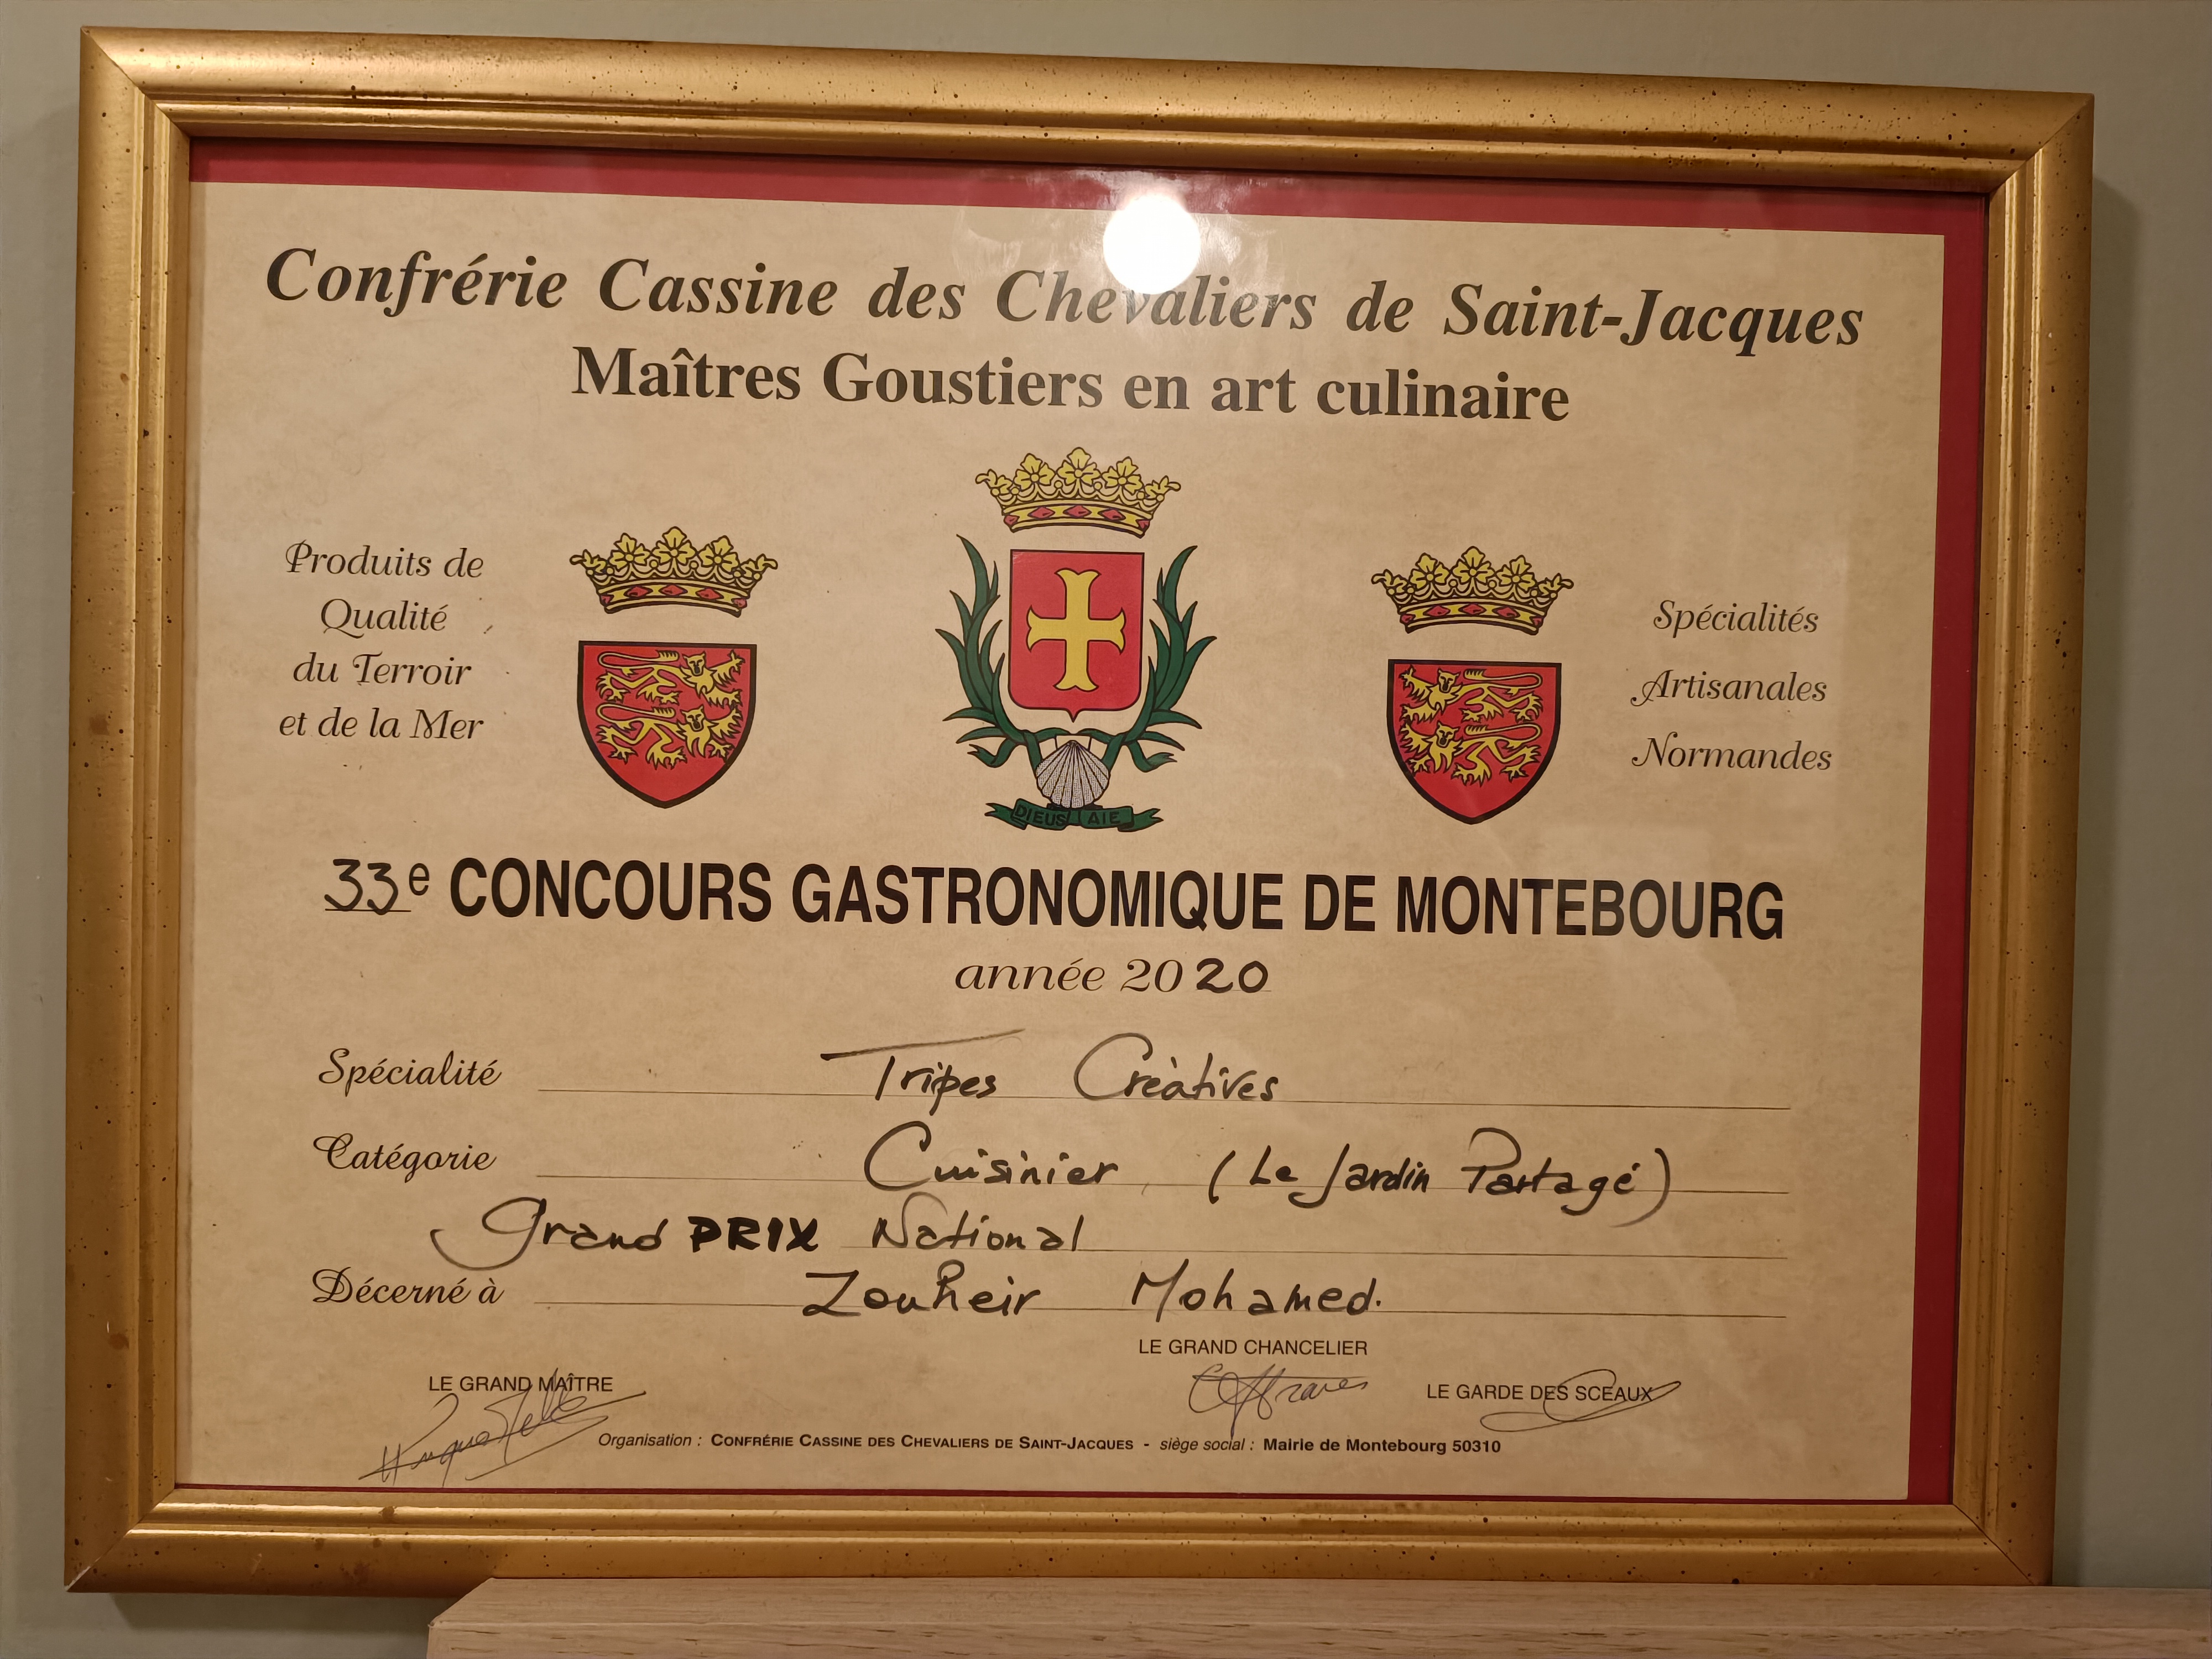 Confrérie Cassine des Chevaliers de Saint-Jacques
Maîtres Goustiers en art culinaire
Produits de
Qualité
du Terroir
et de la Mer
DIEUS AIE
Spécialités
Artisanales
Normandes
33e CONCOURS GASTRONOMIQUE DE MONTEBOURG
année 2020
Spécialité Tripes Créatives
Catégorie Cuisinier (Le Jardin Partagé)
Grand PRIX National
Décerné à Zouheir Mohamed.
LE GRAND CHANCELIER
LE GRAND MAÎTRE
LE GARDE DES SCEAUX
Organisation : CONFRÉRIE CASSINE DES CHEVALIERS DE SAINT-JACQUES - siège social : Mairie de Montebourg 50310